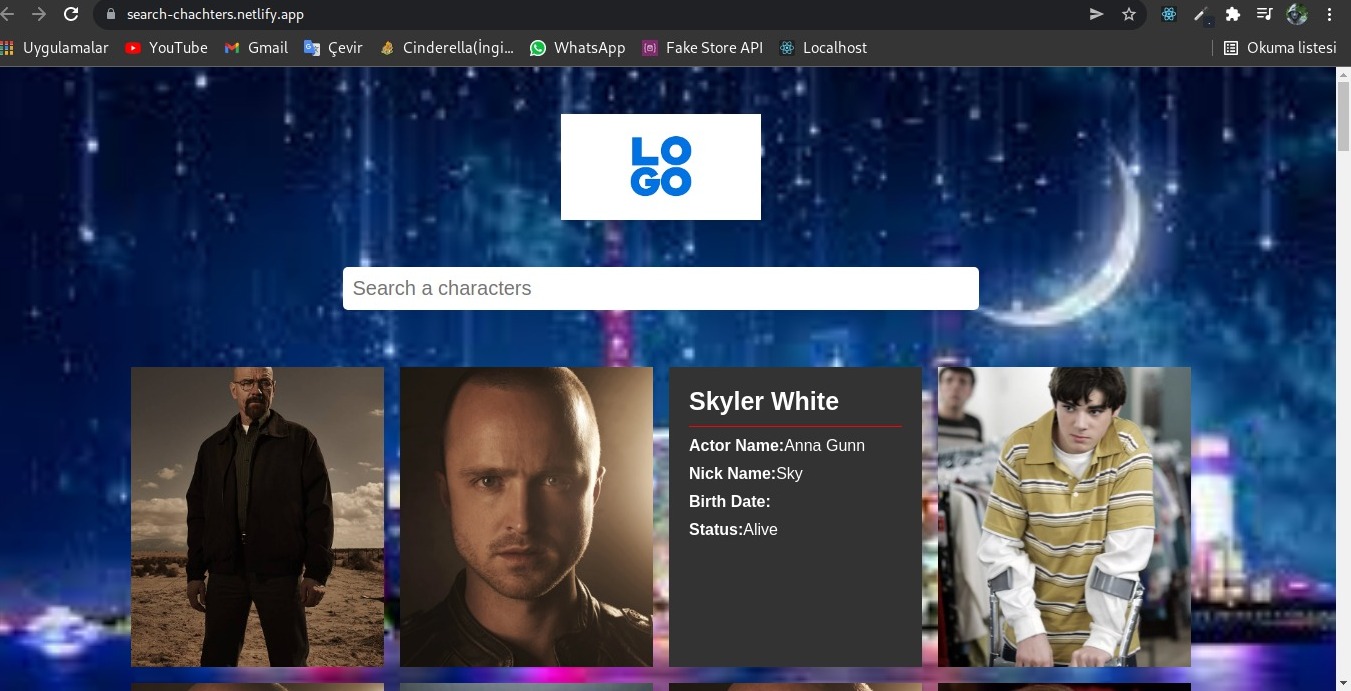 search-chachters.netlify.app
Uygulamalar YouTube Gmail Çevir Cinderella(İngi... WhatsApp Fake Store API Localhost Okuma listesi
LO
GO
Search a characters
Skyler White
Actor Name:Anna Gunn
Nick Name:Sky
Birth Date:
Status:Alive